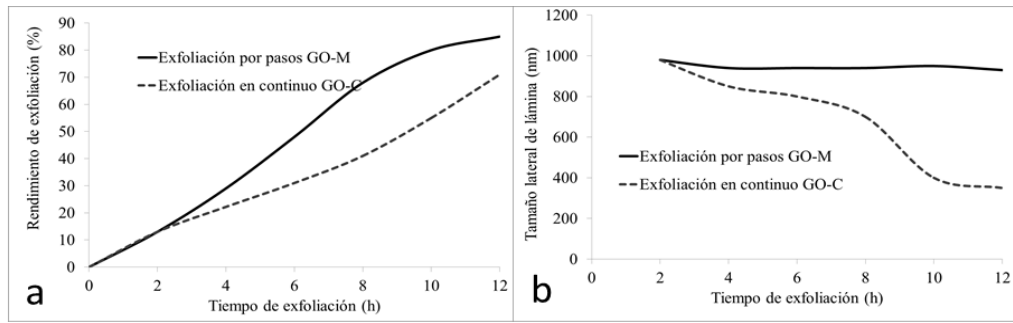 Rendimiento de exfoliación (%)
90
80
70
60
50
40
30
20
10
0
Exfoliación por pasos GO-M
Exfoliación en continuo GO-C
0 2 4 6 8 10 12
Tiempo de exfoliación (h)
a
Tamaño lateral de lámina (nm)
1200
1000
800
600
400
200
0
Exfoliación por pasos GO-M
Exfoliación en continuo GO-C
0 2 4 6 8 10 12
Tiempo de exfoliación (h)
b